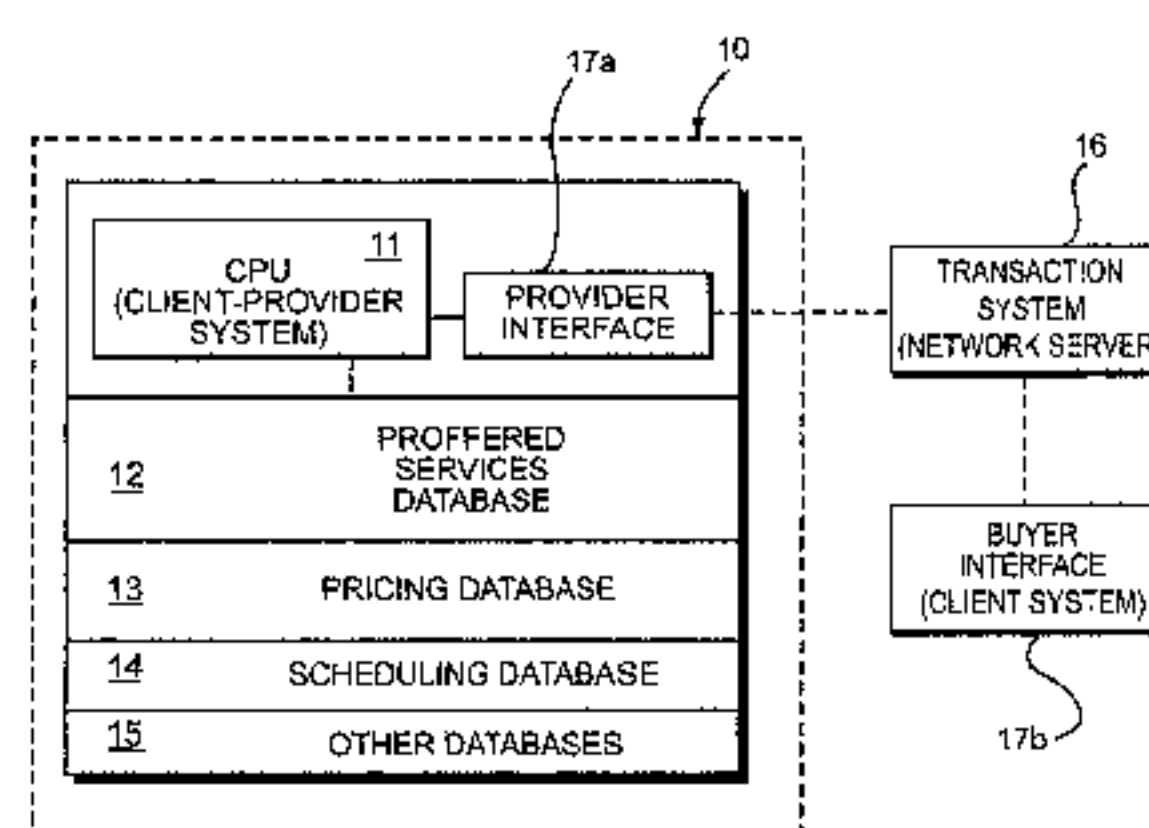 17a
10
16
11
CPU
(CLIENT-PROVIDER
SYSTEM)
PROVIDER
INTERFACE
TRANSACTION
SYSTEM
(NETWORK SERVER
12
PROFFERED
SERVICES
DATABASE
13
PRICING DATABASE
14
SCHEDULING DATABASE
15
OTHER DATABASES
BUYER
INTERFACE
(CLIENT SYSTEM)
17b